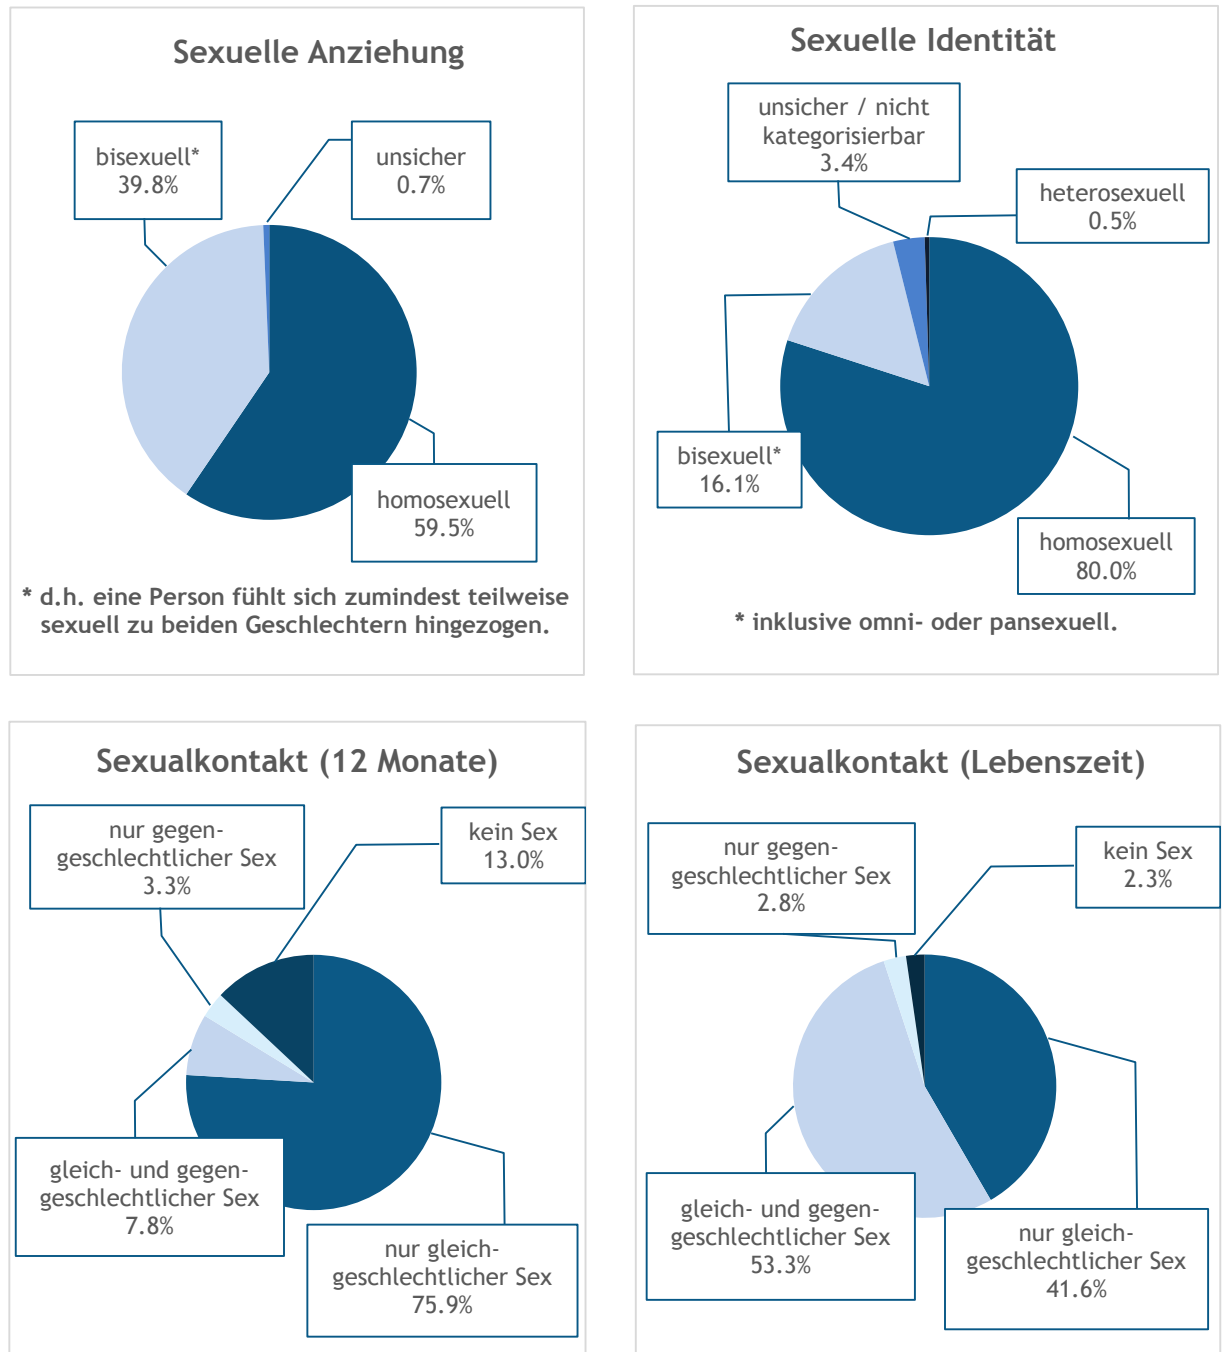 Sexuelle Anziehung
bisexuell*
39.8%
unsicher
0.7%
homosexuell
59.5%
* d.h. eine Person fühlt sich zumindest teilweise
sexuell zu beiden Geschlechtern hingezogen.
Sexuelle Identität
unsicher / nicht
kategorisierbar
3.4%
heterosexuell
0.5%
bisexuell*
16.1%
homosexuell
80.0%
* inklusive omni- oder pansexuell.
Sexualkontakt (12 Monate)
nur gegen-
geschlechtlicher Sex
3.3%
kein Sex
13.0%
gleich- und gegen-
geschlechtlicher Sex
7.8%
nur gleich-
geschlechtlicher Sex
75.9%
Sexualkontakt (Lebenszeit)
nur gegen-
geschlechtlicher Sex
2.8%
kein Sex
2.3%
gleich- und gegen-
geschlechtlicher Sex
53.3%
nur gleich-
geschlechtlicher Sex
41.6%